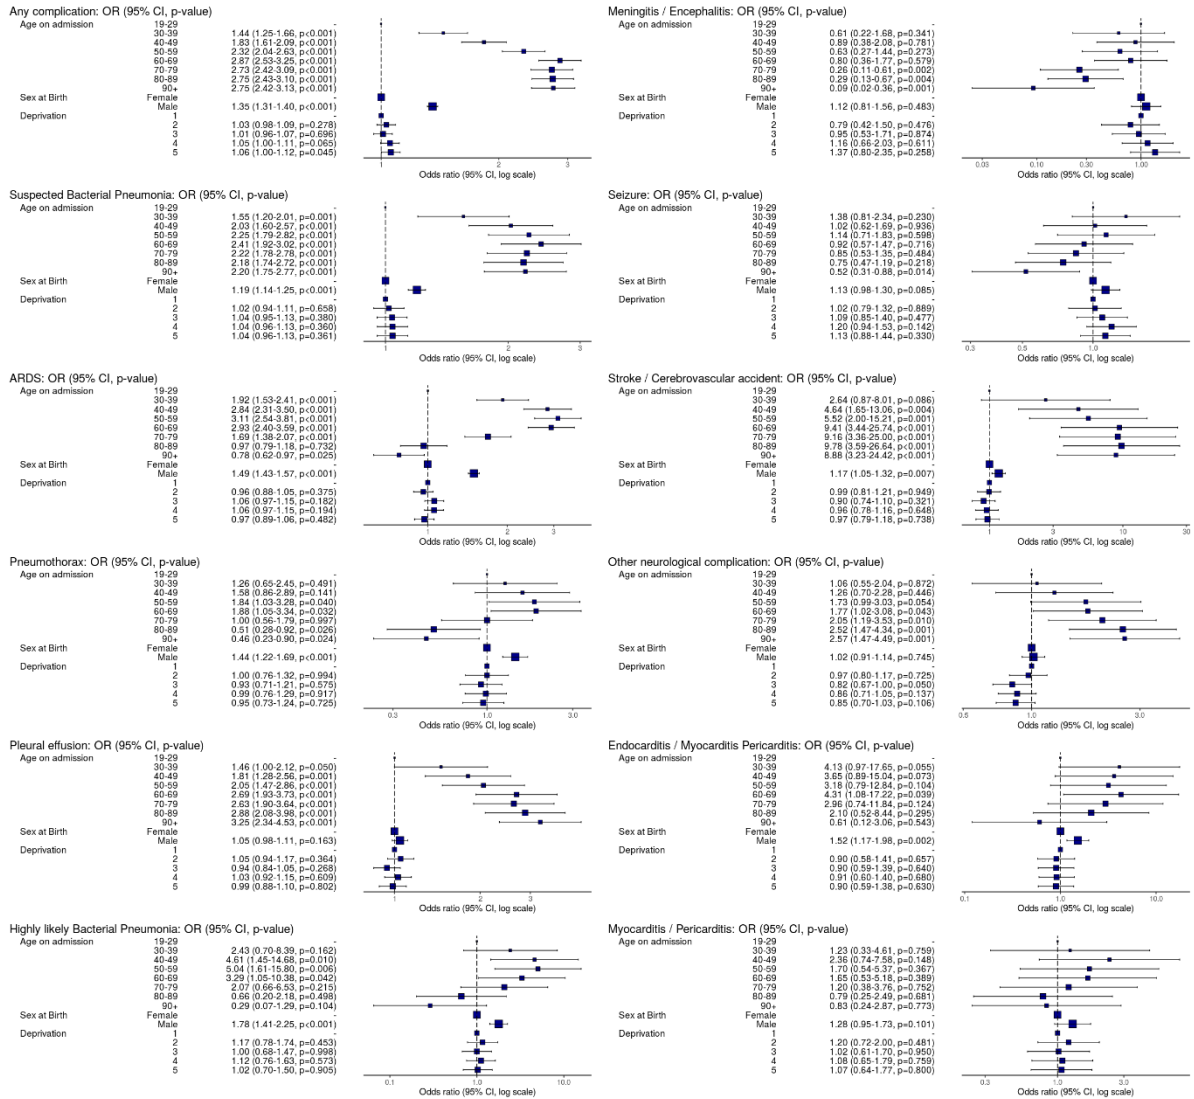 Any complication: OR (95% CI, p-value)
Age on admission 19-29 -
30-39 1.44 (1.25-1.66, p<0.001)
40-49 1.83 (1.61-2.09, p<0.001)
50-59 2.32 (2.04-2.63, p<0.001)
60-69 2.87 (2.53-3.25, p<0.001)
70-79 2.73 (2.42-3.09, p<0.001)
80-89 2.75 (2.43-3.10, p<0.001)
90+ 2.75 (2.42-3.13, p<0.001)
Sex at Birth Female -
Male 1.35 (1.31-1.40, p<0.001)
Deprivation 1 -
2 1.03 (0.98-1.09, p=0.278)
3 1.01 (0.96-1.07, p=0.696)
4 1.05 (1.00-1.11, p=0.065)
5 1.06 (1.00-1.12, p=0.045)
1 2 3
Odds ratio (95% CI, log scale)
Meningitis / Encephalitis: OR (95% CI, p-value)
Age on admission 19-29 -
30-39 0.61 (0.22-1.68, p=0.341)
40-49 0.89 (0.38-2.08, p=0.781)
50-59 0.63 (0.27-1.44, p=0.273)
60-69 0.80 (0.36-1.77, p=0.579)
70-79 0.26 (0.11-0.61, p=0.002)
80-89 0.29 (0.13-0.67, p=0.004)
90+ 0.09 (0.02-0.36, p=0.001)
Sex at Birth Female -
Male 1.12 (0.81-1.56, p=0.483)
Deprivation 1 -
2 0.79 (0.42-1.50, p=0.476)
3 0.95 (0.53-1.71, p=0.874)
4 1.16 (0.66-2.03, p=0.611)
5 1.37 (0.80-2.35, p=0.258)
0.05 0.10 0.30 1.00
Odds ratio (95% CI, log scale)
Suspected Bacterial Pneumonia: OR (95% CI, p-value)
Age on admission 19-29 -
30-39 1.55 (1.20-2.01, p=0.001)
40-49 2.03 (1.60-2.57, p<0.001)
50-59 2.25 (1.79-2.82, p<0.001)
60-69 2.41 (1.92-3.02, p<0.001)
70-79 2.22 (1.78-2.78, p<0.001)
80-89 2.18 (1.74-2.72, p<0.001)
90+ 2.20 (1.75-2.77, p<0.001)
Sex at Birth Female -
Male 1.19 (1.14-1.25, p<0.001)
Deprivation 1 -
2 1.02 (0.94-1.11, p=0.658)
3 1.04 (0.95-1.13, p=0.380)
4 1.04 (0.96-1.13, p=0.360)
5 1.04 (0.96-1.13, p=0.361)
1 2 3
Odds ratio (95% CI, log scale)
Seizure: OR (95% CI, p-value)
Age on admission 19-29 -
30-39 1.38 (0.81-2.34, p=0.230)
40-49 1.02 (0.62-1.69, p=0.936)
50-59 1.14 (0.71-1.83, p=0.598)
60-69 0.92 (0.57-1.47, p=0.716)
70-79 0.85 (0.53-1.35, p=0.484)
80-89 0.75 (0.47-1.19, p=0.218)
90+ 0.52 (0.31-0.88, p=0.014)
Sex at Birth Female -
Male 1.13 (0.98-1.30, p=0.085)
Deprivation 1 -
2 1.02 (0.79-1.32, p=0.889)
3 1.09 (0.85-1.40, p=0.477)
4 1.20 (0.94-1.53, p=0.142)
5 1.13 (0.88-1.44, p=0.330)
0.3 0.5 1.0
Odds ratio (95% CI, log scale)
ARDS: OR (95% CI, p-value)
Age on admission 19-29 -
30-39 1.92 (1.53-2.41, p<0.001)
40-49 2.84 (2.31-3.50, p<0.001)
50-59 3.11 (2.54-3.81, p<0.001)
60-69 2.93 (2.40-3.59, p<0.001)
70-79 1.69 (1.38-2.07, p<0.001)
80-89 0.97 (0.79-1.18, p=0.732)
90+ 0.78 (0.62-0.97, p=0.025)
Sex at Birth Female -
Male 1.49 (1.43-1.57, p<0.001)
Deprivation 1 -
2 0.96 (0.88-1.05, p=0.375)
3 1.06 (0.97-1.15, p=0.182)
4 1.06 (0.97-1.15, p=0.194)
5 0.97 (0.89-1.06, p=0.482)
1 2 3
Odds ratio (95% CI, log scale)
Stroke / Cerebrovascular accident: OR (95% CI, p-value)
Age on admission 19-29 -
30-39 2.64 (0.87-8.01, p=0.086)
40-49 4.64 (1.65-13.06, p=0.004)
50-59 5.52 (2.00-15.21, p=0.001)
60-69 9.41 (3.44-25.74, p<0.001)
70-79 9.16 (3.36-25.00, p<0.001)
80-89 9.78 (3.59-26.64, p<0.001)
90+ 8.88 (3.23-24.42, p<0.001)
Sex at Birth Female -
Male 1.17 (1.05-1.32, p=0.007)
Deprivation 1 -
2 0.99 (0.81-1.21, p=0.949)
3 0.90 (0.74-1.10, p=0.321)
4 0.96 (0.78-1.16, p=0.648)
5 0.97 (0.79-1.18, p=0.738)
1 3 10 30
Odds ratio (95% CI, log scale)
Pneumothorax: OR (95% CI, p-value)
Age on admission 19-29 -
30-39 1.26 (0.65-2.45, p=0.491)
40-49 1.58 (0.86-2.89, p=0.141)
50-59 1.84 (1.03-3.28, p=0.040)
60-69 1.88 (1.05-3.34, p=0.032)
70-79 1.00 (0.56-1.79, p=0.997)
80-89 0.51 (0.28-0.92, p=0.026)
90+ 0.46 (0.23-0.90, p=0.024)
Sex at Birth Female -
Male 1.44 (1.22-1.69, p<0.001)
Deprivation 1 -
2 1.00 (0.76-1.32, p=0.994)
3 0.93 (0.71-1.21, p=0.575)
4 0.99 (0.76-1.29, p=0.917)
5 0.95 (0.73-1.24, p=0.725)
0.3 1.0 3.0
Odds ratio (95% CI, log scale)
Other neurological complication: OR (95% CI, p-value)
Age on admission 19-29 -
30-39 1.06 (0.55-2.04, p=0.872)
40-49 1.26 (0.70-2.28, p=0.446)
50-59 1.73 (0.99-3.03, p=0.054)
60-69 1.77 (1.02-3.08, p=0.043)
70-79 2.05 (1.19-3.53, p=0.010)
80-89 2.52 (1.47-4.34, p=0.001)
90+ 2.57 (1.47-4.49, p=0.001)
Sex at Birth Female -
Male 1.02 (0.91-1.14, p=0.745)
Deprivation 1 -
2 0.97 (0.80-1.17, p=0.725)
3 0.82 (0.67-1.00, p=0.050)
4 0.86 (0.71-1.05, p=0.137)
5 0.85 (0.70-1.03, p=0.106)
0.5 1.0 3.0
Odds ratio (95% CI, log scale)
Pleural effusion: OR (95% CI, p-value)
Age on admission 19-29 -
30-39 1.46 (1.00-2.12, p=0.050)
40-49 1.81 (1.28-2.56, p=0.001)
50-59 2.05 (1.47-2.86, p<0.001)
60-69 2.69 (1.93-3.73, p<0.001)
70-79 2.63 (1.90-3.64, p<0.001)
80-89 2.88 (2.08-3.98, p<0.001)
90+ 3.25 (2.34-4.53, p<0.001)
Sex at Birth Female -
Male 1.05 (0.98-1.11, p=0.163)
Deprivation 1 -
2 1.05 (0.94-1.17, p=0.364)
3 0.94 (0.84-1.05, p=0.268)
4 1.03 (0.92-1.15, p=0.609)
5 0.99 (0.88-1.10, p=0.802)
1 2 3
Odds ratio (95% CI, log scale)
Endocarditis / Myocarditis Pericarditis: OR (95% CI, p-value)
Age on admission 19-29 -
30-39 4.13 (0.97-17.65, p=0.055)
40-49 3.65 (0.89-15.04, p=0.073)
50-59 3.18 (0.79-12.84, p=0.104)
60-69 4.31 (1.08-17.22, p=0.039)
70-79 2.96 (0.74-11.84, p=0.124)
80-89 2.10 (0.52-8.44, p=0.295)
90+ 0.61 (0.12-3.06, p=0.543)
Sex at Birth Female -
Male 1.52 (1.17-1.98, p=0.002)
Deprivation 1 -
2 0.90 (0.58-1.41, p=0.657)
3 0.90 (0.59-1.39, p=0.640)
4 0.91 (0.60-1.40, p=0.680)
5 0.90 (0.59-1.38, p=0.630)
0.1 1.0 10.0
Odds ratio (95% CI, log scale)
Highly likely Bacterial Pneumonia: OR (95% CI, p-value)
Age on admission 19-29 -
30-39 2.43 (0.70-8.39, p=0.162)
40-49 4.61 (1.45-14.68, p=0.010)
50-59 5.04 (1.61-15.80, p=0.006)
60-69 3.29 (1.05-10.38, p=0.042)
70-79 2.07 (0.66-6.53, p=0.215)
80-89 0.66 (0.20-2.18, p=0.498)
90+ 0.29 (0.07-1.29, p=0.104)
Sex at Birth Female -
Male 1.78 (1.41-2.25, p<0.001)
Deprivation 1 -
2 1.17 (0.78-1.74, p=0.453)
3 1.00 (0.68-1.47, p=0.998)
4 1.12 (0.76-1.63, p=0.573)
5 1.02 (0.70-1.50, p=0.905)
0.1 1.0 10.0
Odds ratio (95% CI, log scale)
Myocarditis / Pericarditis: OR (95% CI, p-value)
Age on admission 19-29 -
30-39 1.23 (0.33-4.61, p=0.759)
40-49 2.36 (0.74-7.58, p=0.148)
50-59 1.70 (0.54-5.37, p=0.367)
60-69 1.65 (0.53-5.18, p=0.389)
70-79 1.20 (0.38-3.76, p=0.752)
80-89 0.79 (0.25-2.49, p=0.681)
90+ 0.83 (0.24-2.87, p=0.773)
Sex at Birth Female -
Male 1.28 (0.95-1.73, p=0.101)
Deprivation 1 -
2 1.20 (0.72-2.00, p=0.481)
3 1.02 (0.61-1.70, p=0.950)
4 1.08 (0.65-1.79, p=0.759)
5 1.07 (0.64-1.77, p=0.800)
0.3 1.0 3.0
Odds ratio (95% CI, log scale)